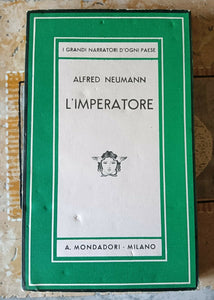 I GRANDI NARRATORI D'OGNI PAESE
ALFRED NEUMANN
L'IMPERATORE
A. MONDADORI - MILANO